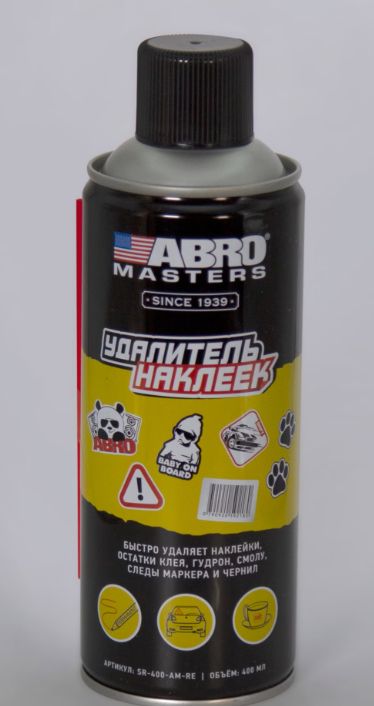 ABRO
MASTERS
· SINCE 1939 ·
УДАЛИТЕЛЬ
НАКЛЕЕК
ABRO
BABY ON
BOARD
БЫСТРО УДАЛЯЕТ НАКЛЕЙКИ,
ОСТАТКИ КЛЕЯ, ГУДРОН, СМОЛУ,
СЛЕДЫ МАРКЕРА И ЧЕРНИЛ
АРТИКУЛ: SR-400-AM-RE | ОБЪЁМ: 400 МЛ